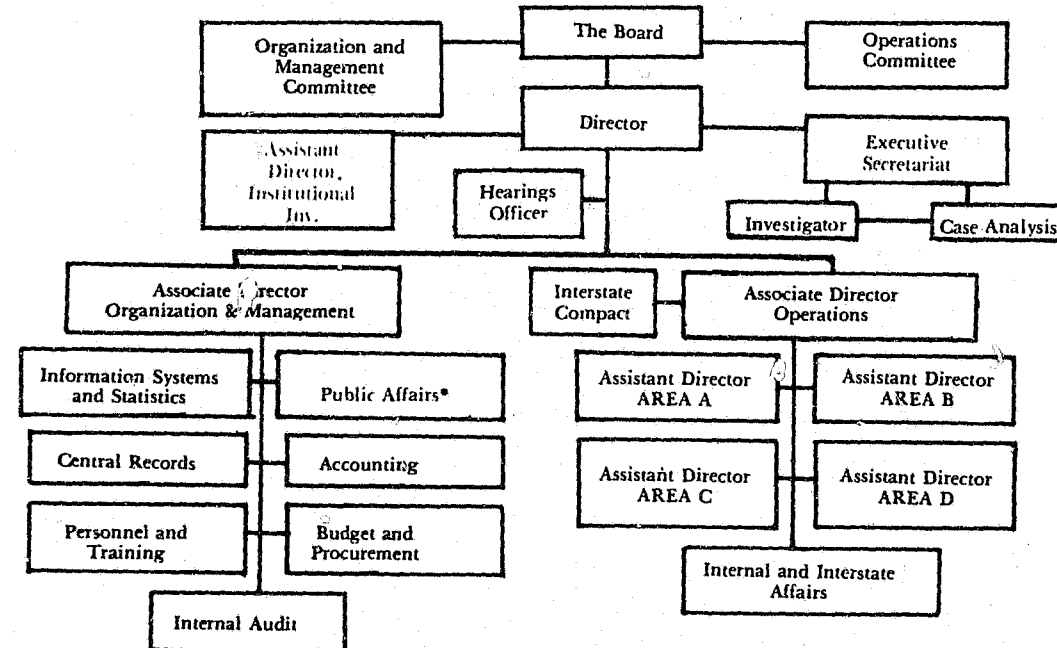 The Board
Organization and
Management
Committee
Operations
Committee
Director
Assistant
Director,
Institutional
Inv.
Executive
Secretariat
Hearings
Officer
Investigator
Case Analysis
Associate Director
Organization & Management
Interstate
Compact
Associate Director
Operations
Information Systems
and Statistics
Public Affairs*
Assistant Director
AREA A
Assistant Director
AREA B
Central Records
Accounting
Assistant Director
AREA C
Assistant Director
AREA D
Personnel and
Training
Budget and
Procurement
Internal and Interstate
Affairs
Internal Audit